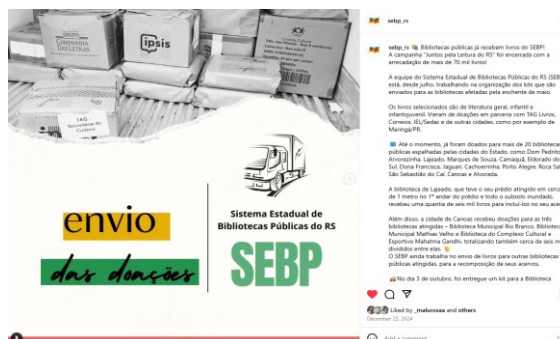 GRUPO
COMPANHIA
DAS LETRAS
ipsis
TAG -
Secretaria da
Cultura
envio
das doações
Sistema Estadual de
Bibliotecas Públicas do RS
SEBP
sebp_rs
sebp_rs Bibliotecas públicas já recebem livros do SEBP!
A campanha "Juntos pela Leitura do RS" foi encerrada com a
arrecadação de mais de 70 mil livros!
A equipe do Sistema Estadual de Bibliotecas Públicas do RS (SEBP)
está, desde julho, trabalhando na organização dos kits que são
enviados para as bibliotecas afetadas pela enchente de maio.
Os livros selecionados são de literatura geral, infantil e
infantojuvenil. Vieram de doações em parceria com TAG Livros,
Correios, IEL/Sedac e de outras cidades, como por exemplo de
Maringá/PR.
Até o momento, já foram doados para mais de 20 bibliotecas
públicas espalhadas pelas cidades do Estado, como Dom Pedrito,
Arvorezinha, Lajeado, Marques de Souza, Camaquã, Eldorado do
Sul, Dona Francisca, Jaguari, Cachoeirinha, Porto Alegre, Roca Sales,
São Sebastião do Caí, Canoas e Alvorada.
A biblioteca de Lajeado, que teve o seu prédio atingido em cerca
de 1 metro no 1º andar do prédio e todo o subsolo inundado,
recebeu uma quantia de seis mil livros para incluí-los no seu acervo
Além disso, a cidade de Canoas recebeu doações para as três
bibliotecas atingidas – Biblioteca Municipal Rio Branco, Biblioteca
Municipal Mathias Velho e Biblioteca do Complexo Cultural e
Esportivo Mahatma Gandhi, totalizando também cerca de seis mil
divididos entre elas.
O SEBP ainda trabalha no envio de livros para outras bibliotecas
públicas atingidas, para a recomposição de seus acervos.
No dia 3 de outubro, foi entregue um kit para a Biblioteca
Liked by _malurosaa and others
December 23, 2024
Add a comment...